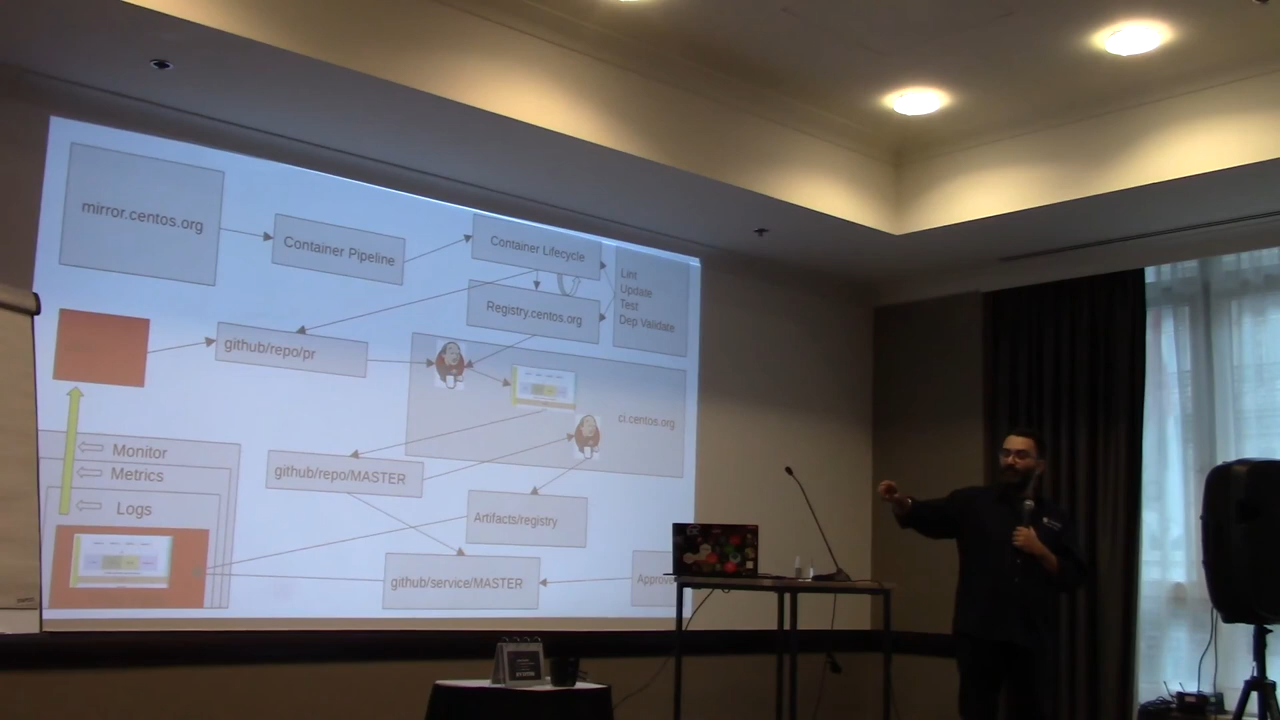 mirror.centos.org
Container Pipeline
Container Lifecycle
Lint
Update
Test
Dep Validate
Registry.centos.org
github/repo/pr
ci.centos.org
Monitor
Metrics
Logs
github/repo/MASTER
Artifacts/registry
github/service/MASTER
Approve